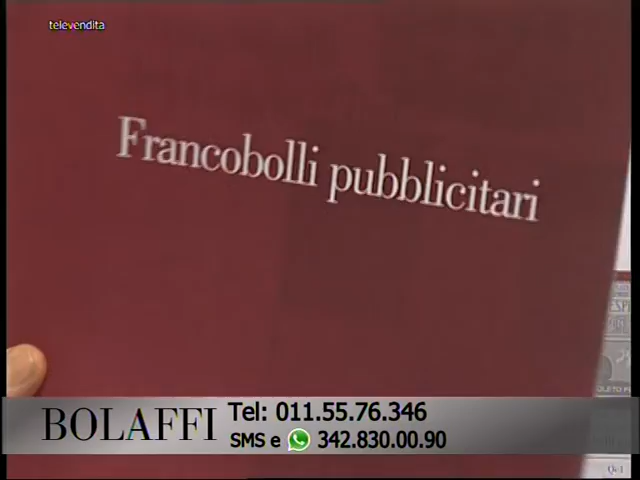 televendita
Francobolli pubblicitari
BOLAFFI
Tel: 011.55.76.346
SMS e 342.830.00.90